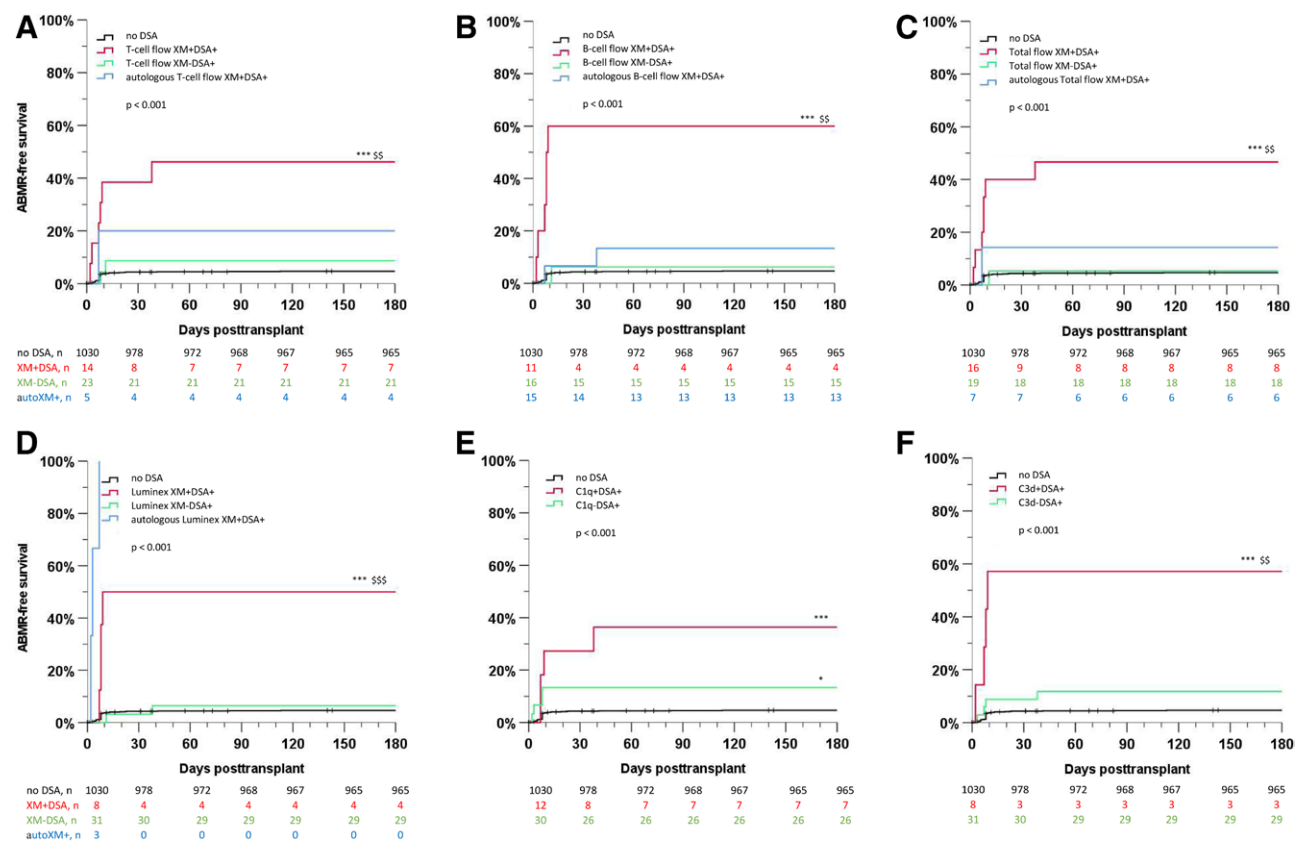 A
100%
80%
60%
40%
20%
0%
ABMR-free survival
no DSA
T-cell flow XM+DSA+
T-cell flow XM-DSA+
autologous T-cell flow XM+DSA+
p < 0.001
*** $$
0 30 60 90 120 150 180
Days posttransplant
no DSA, n 1030 978 972 968 967 965 965
XM+DSA, n 14 8 7 7 7 7 7
XM-DSA, n 23 21 21 21 21 21 21
autoXM+, n 5 4 4 4 4 4 4
B
100%
80%
60%
40%
20%
0%
no DSA
B-cell flow XM+DSA+
B-cell flow XM-DSA+
autologous B-cell flow XM+DSA+
p < 0.001
*** $$
0 30 60 90 120 150 180
Days posttransplant
1030 978 972 968 967 965 965
11 4 4 4 4 4 4
16 15 15 15 15 15 15
15 14 13 13 13 13
C
100%
80%
60%
40%
20%
0%
no DSA
Total flow XM+DSA+
Total flow XM-DSA+
autologous Total flow XM+DSA+
p < 0.001
*** $$
0 30 60 90 120 150 180
Days posttransplant
1030 978 972 968 967 965 965
16 9 8 8 8 8 8
19 18 18 18 18 18 18
7 7 6 6 6 6 6
D
100%
80%
60%
40%
20%
0%
ABMR-free survival
no DSA
Luminex XM+DSA+
Luminex XM-DSA+
autologous Luminex XM+DSA+
p < 0.001
*** $$$
0 30 60 90 120 150 180
Days posttransplant
no DSA, n 1030 978 972 968 967 965 965
XM+DSA, n 8 4 4 4 4 4 4
XM-DSA, n 31 30 29 29 29 29 29
autoXM+, n 3 0 0 0 0 0 0
E
100%
80%
60%
40%
20%
0%
no DSA
C1q+DSA+
C1q-DSA+
p < 0.001
***
*
0 30 60 90 120 150 180
Days posttransplant
1030 978 972 968 967 965 965
12 8 7 7 7 7 7
30 26 26 26 26 26 26
F
100%
80%
60%
40%
20%
0%
no DSA
C3d+DSA+
C3d-DSA+
p < 0.001
*** $$
0 30 60 90 120 150 180
Days posttransplant
1030 978 972 968 967 965 965
8 3 3 3 3 3 3
31 30 29 29 29 29 29